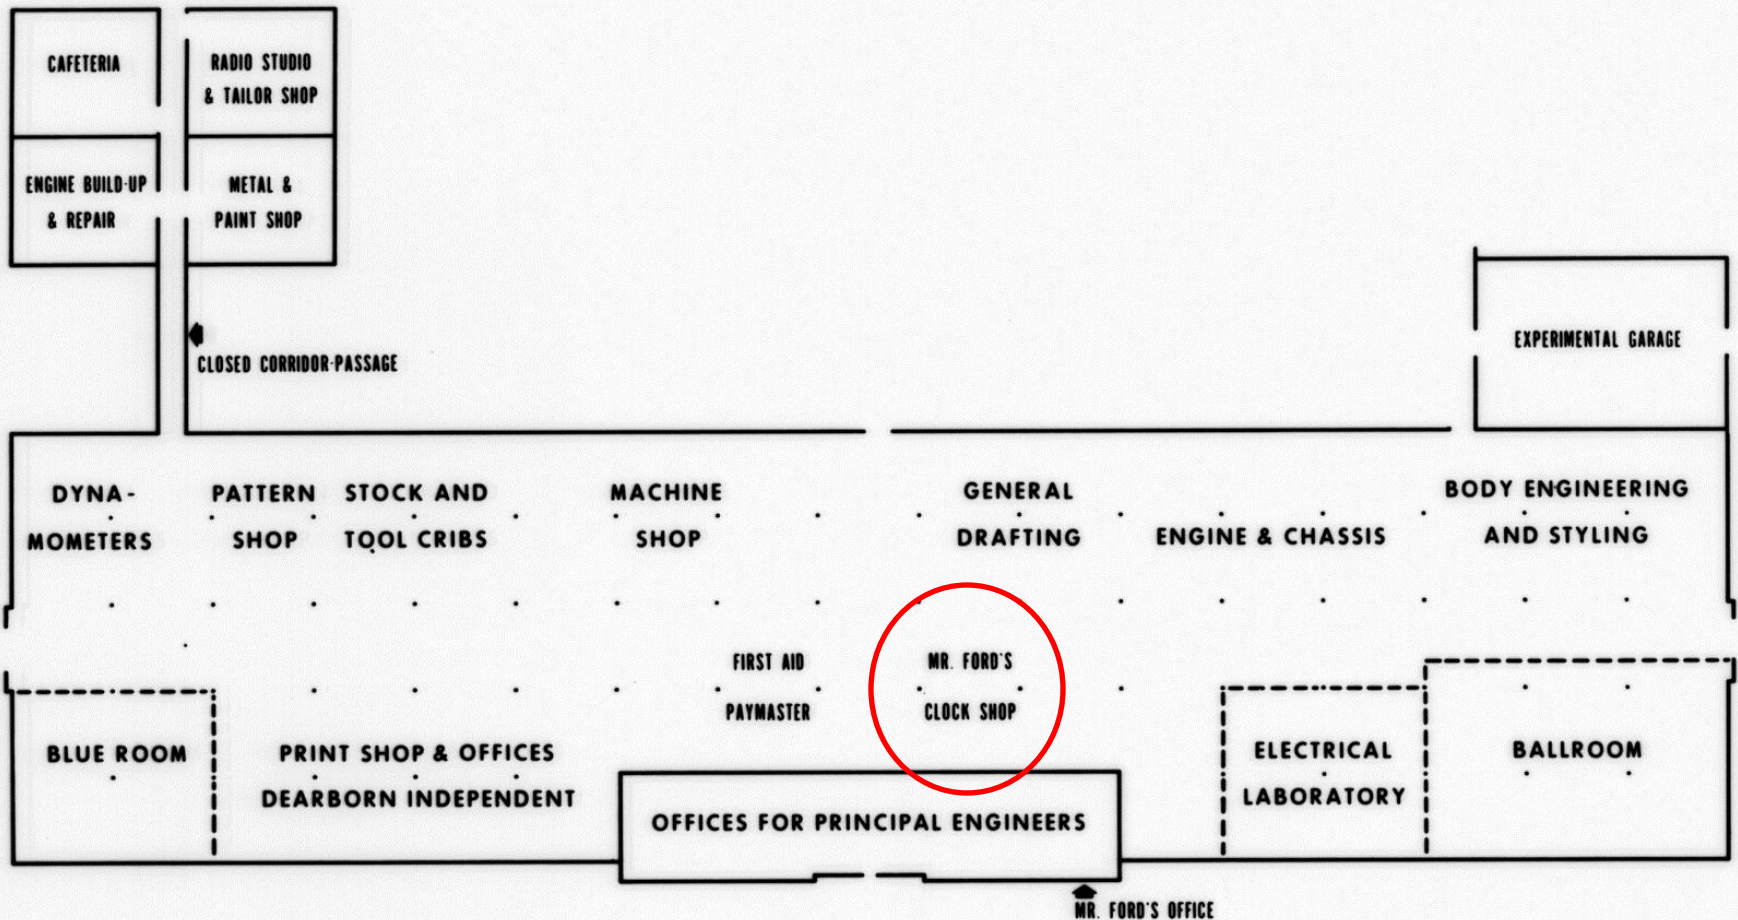 CAFETERIA
RADIO STUDIO
& TAILOR SHOP
ENGINE BUILD-UP
& REPAIR
METAL &
PAINT SHOP
CLOSED CORRIDOR-PASSAGE
EXPERIMENTAL GARAGE
DYNA-
MOMETERS
PATTERN
SHOP
STOCK AND
TOOL CRIBS
MACHINE
SHOP
GENERAL
DRAFTING
ENGINE & CHASSIS
BODY ENGINEERING
AND STYLING
FIRST AID
PAYMASTER
MR. FORD'S
CLOCK SHOP
BLUE ROOM
PRINT SHOP & OFFICES
DEARBORN INDEPENDENT
OFFICES FOR PRINCIPAL ENGINEERS
ELECTRICAL
LABORATORY
BALLROOM
MR. FORD'S OFFICE